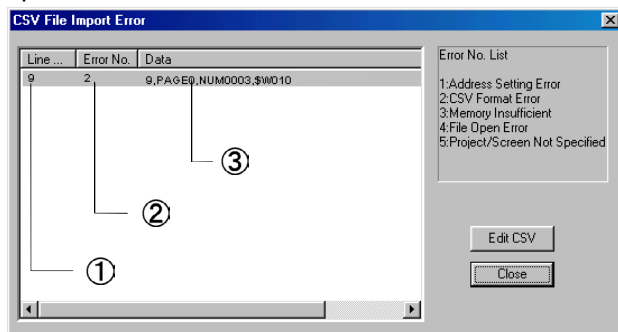 CSV File Import Error
Line ... Error No. Data
9 2 9,PAGE0,NUM0003,$W010
③
②
①
Error No. List
1:Address Setting Error
2:CSV Format Error
3:Memory Insufficient
4:File Open Error
5:Project/Screen Not Specified
Edit CSV
Close